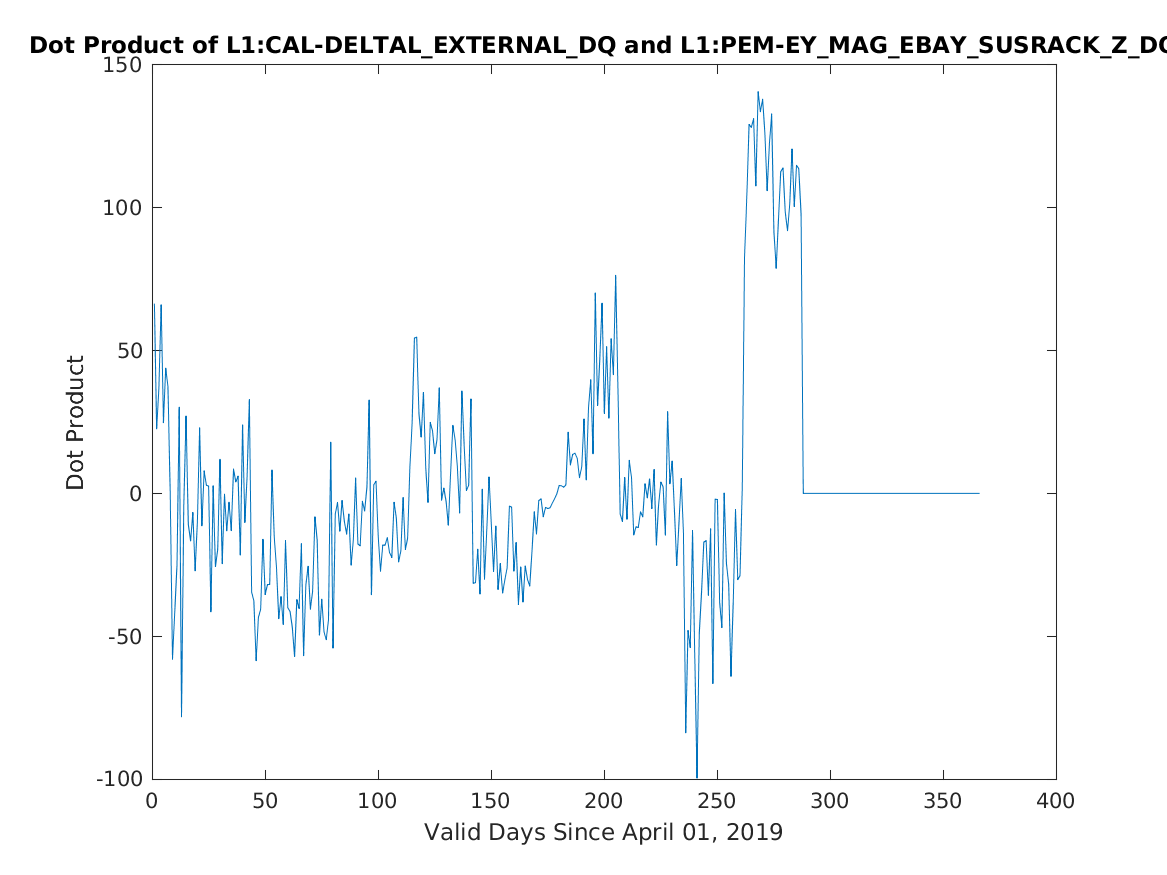 Dot Product of L1:CAL-DELTAL_EXTERNAL_DQ and L1:PEM-EY_MAG_EBAY_SUSRACK_Z_DQ
150
100
50
0
-50
-100
Dot Product
0 50 100 150 200 250 300 350 400
Valid Days Since April 01, 2019